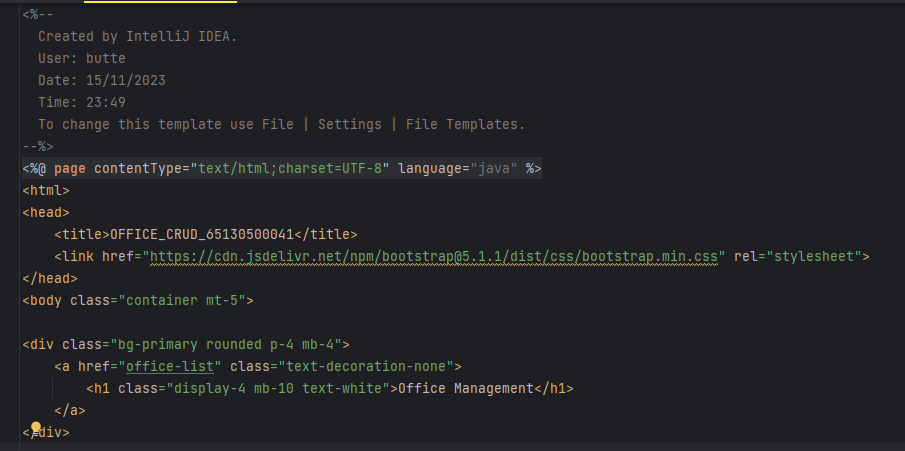 <%--
  Created by IntelliJ IDEA.
  User: butte
  Date: 15/11/2023
  Time: 23:49
  To change this template use File | Settings | File Templates.
--%>
<%@ page contentType="text/html;charset=UTF-8" language="java" %>
<html>
<head>
    <title>OFFICE_CRUD_65130500041</title>
    <link href="https://cdn.jsdelivr.net/npm/bootstrap@5.1.1/dist/css/bootstrap.min.css" rel="stylesheet">
</head>
<body class="container mt-5">
<div class="bg-primary rounded p-4 mb-4">
    <a href="office-list" class="text-decoration-none">
        <h1 class="display-4 mb-10 text-white">Office Management</h1>
    </a>
</div>